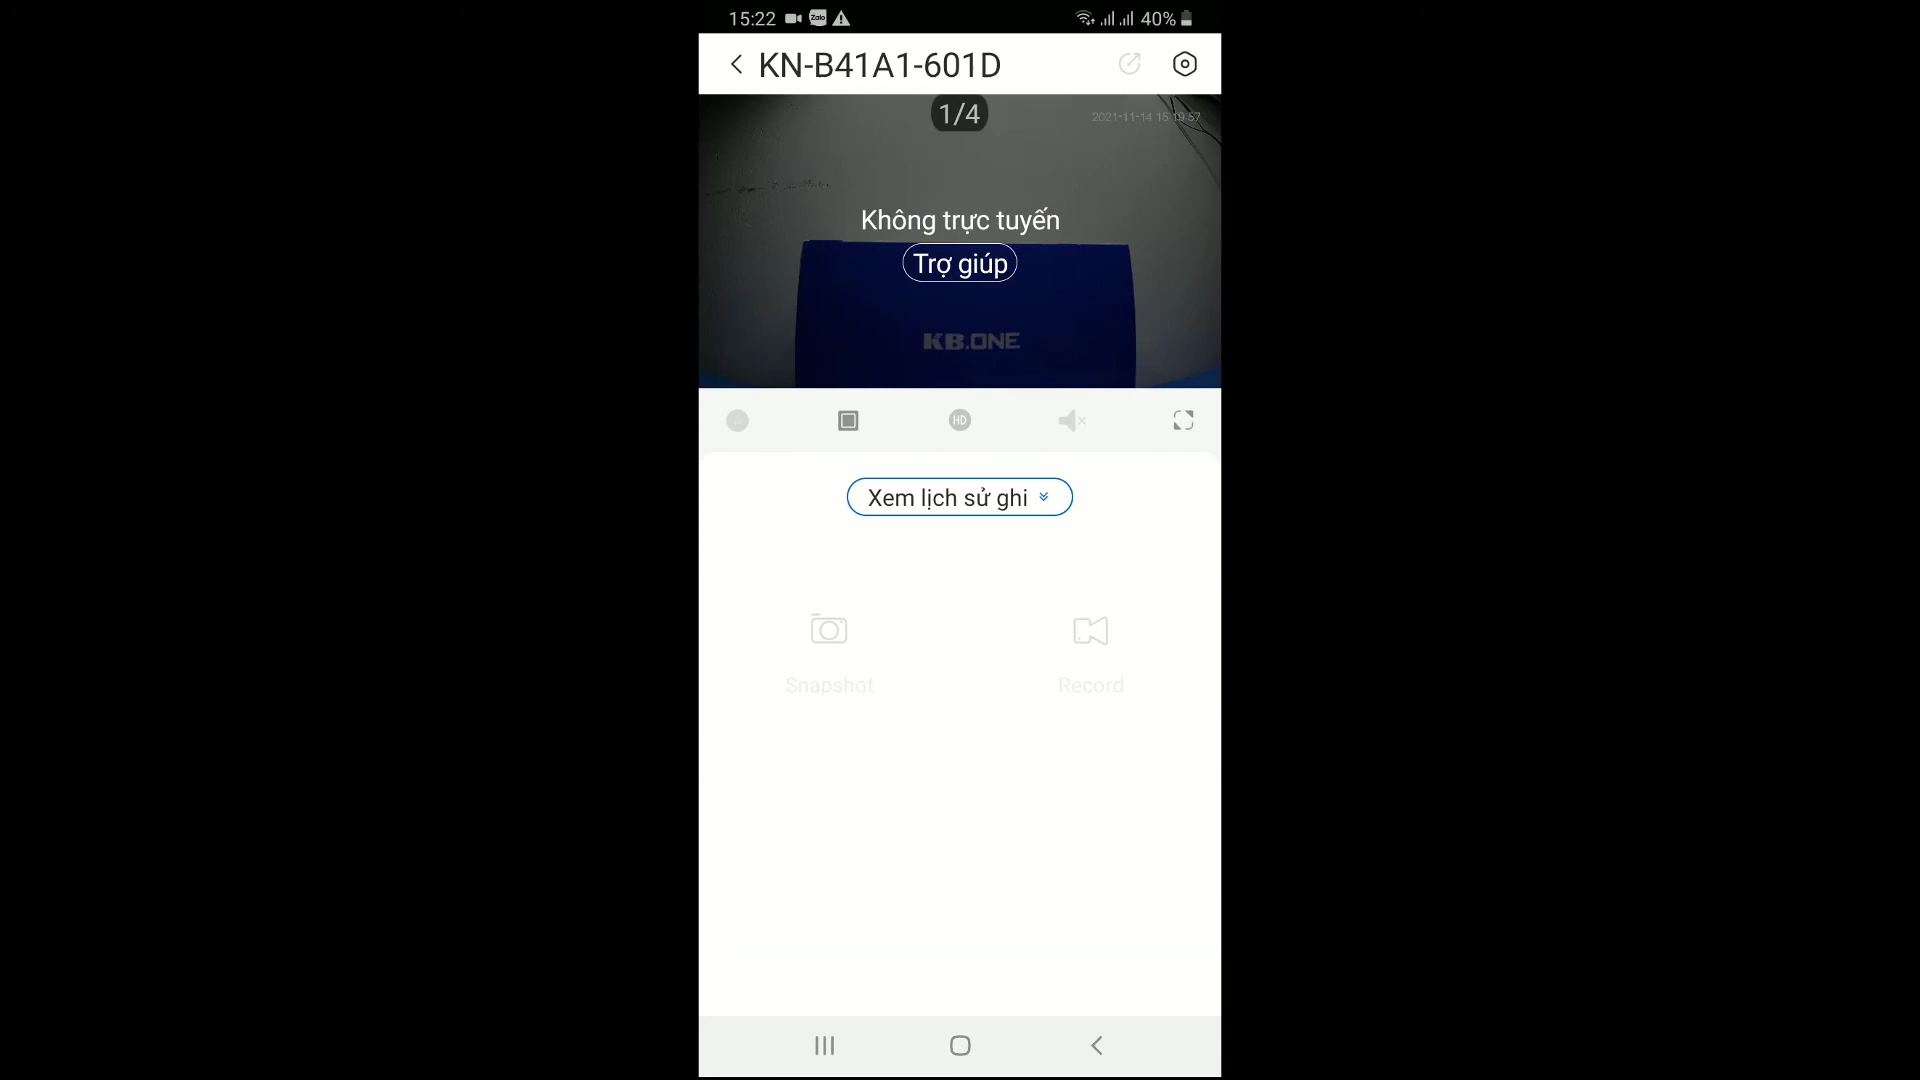 15:22 Zalo 40%
KN-B41A1-601D
1/4
2021-11-14 15:19:57
Không trực tuyến
Trợ giúp
KB.ONE
HD
Xem lịch sử ghi
Snapshot
Record